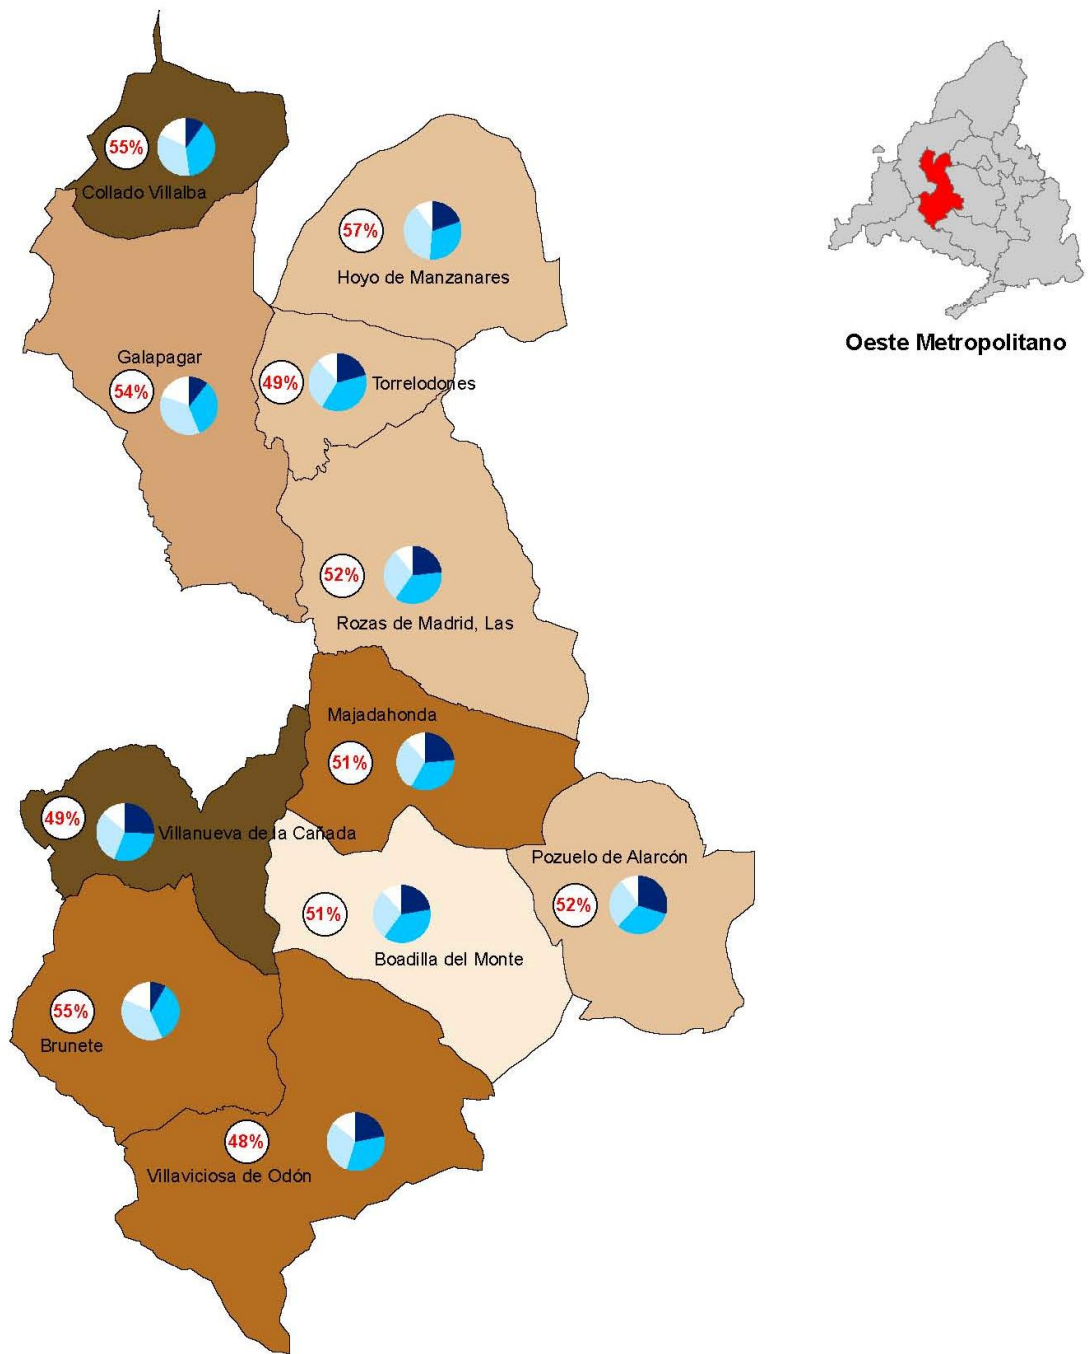 55%
Collado Villalba
57%
Hoyo de Manzanares
Oeste Metropolitano
Galapagar
54%
49%
Torrelodones
52%
Rozas de Madrid, Las
Majadahonda
51%
49%
Villanueva de la Cañada
Pozuelo de Alarcón
52%
51%
Boadilla del Monte
55%
Brunete
48%
Villaviciosa de Odón